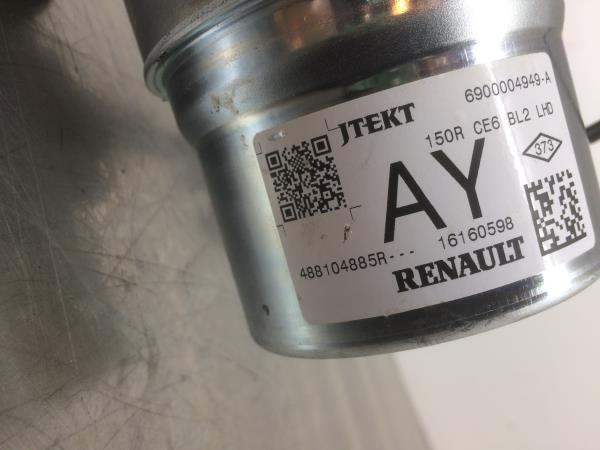 6900004949-A
JTEKT
150R CE6 BL2 LHD
373
AY
488104885R--- 16160598
RENAULT